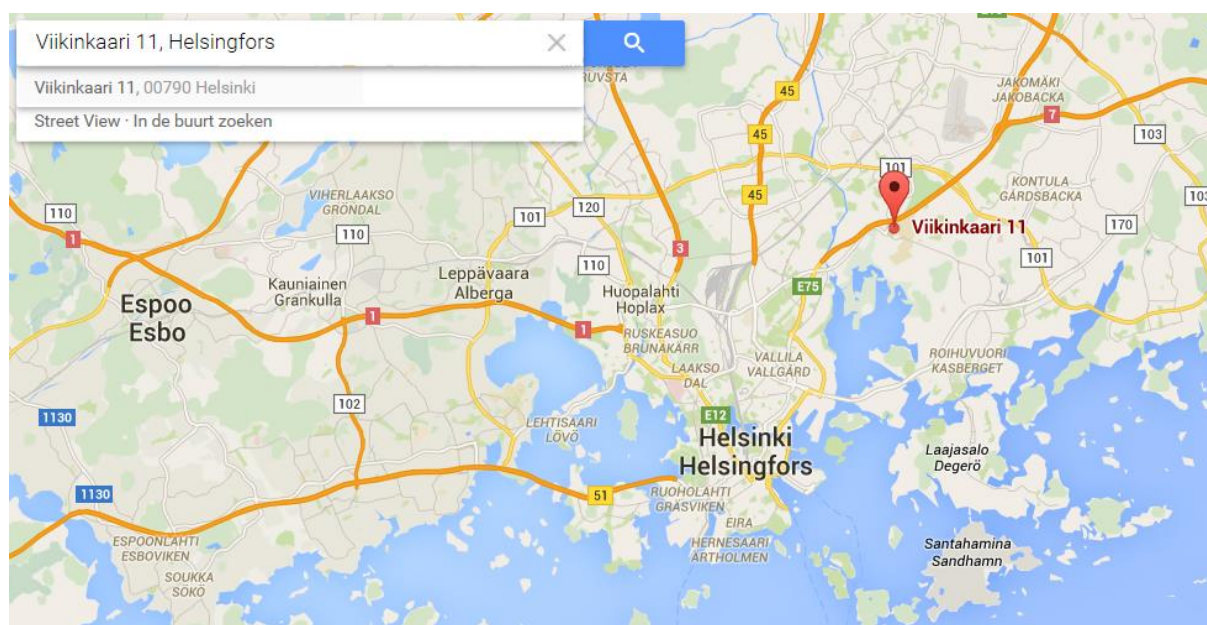 Viikinkaari 11, Helsingfors
Viikinkaari 11, 00790 Helsinki
Street View · In de buurt zoeken
RUVSTA
45
JAKOMÄKI
JAKOBACKA
7
103
45
101
VIHERLAAKSO
GRÖNDAL
45
KONTULA
GÅRDSBACKA
103
110
101
120
Viikinkaari 11
170
1
110
3
110
101
Kauniainen
Grankulla
Leppävaara
Alberga
Huopalahti
Hoplax
E75
Espoo
Esbo
1
1
RUSKEASUO
BRUNAKÄRR
VALLILA
VALLGÅRD
ROIHUVUORI
KASBERGET
LAAKSO
DAL
102
1130
E12
LEHTISAARI
LÖVÖ
Helsinki
Helsingfors
Laajasalo
Degerö
1130
51
RUOHOLAHTI
GRÄSVIKEN
EIRA
ESPOONLAHTI
ESBOVIKEN
HERNESAARI
ÄRTHOLMEN
Santahamina
Sandhamn
SOUKKA
SÖKÖ